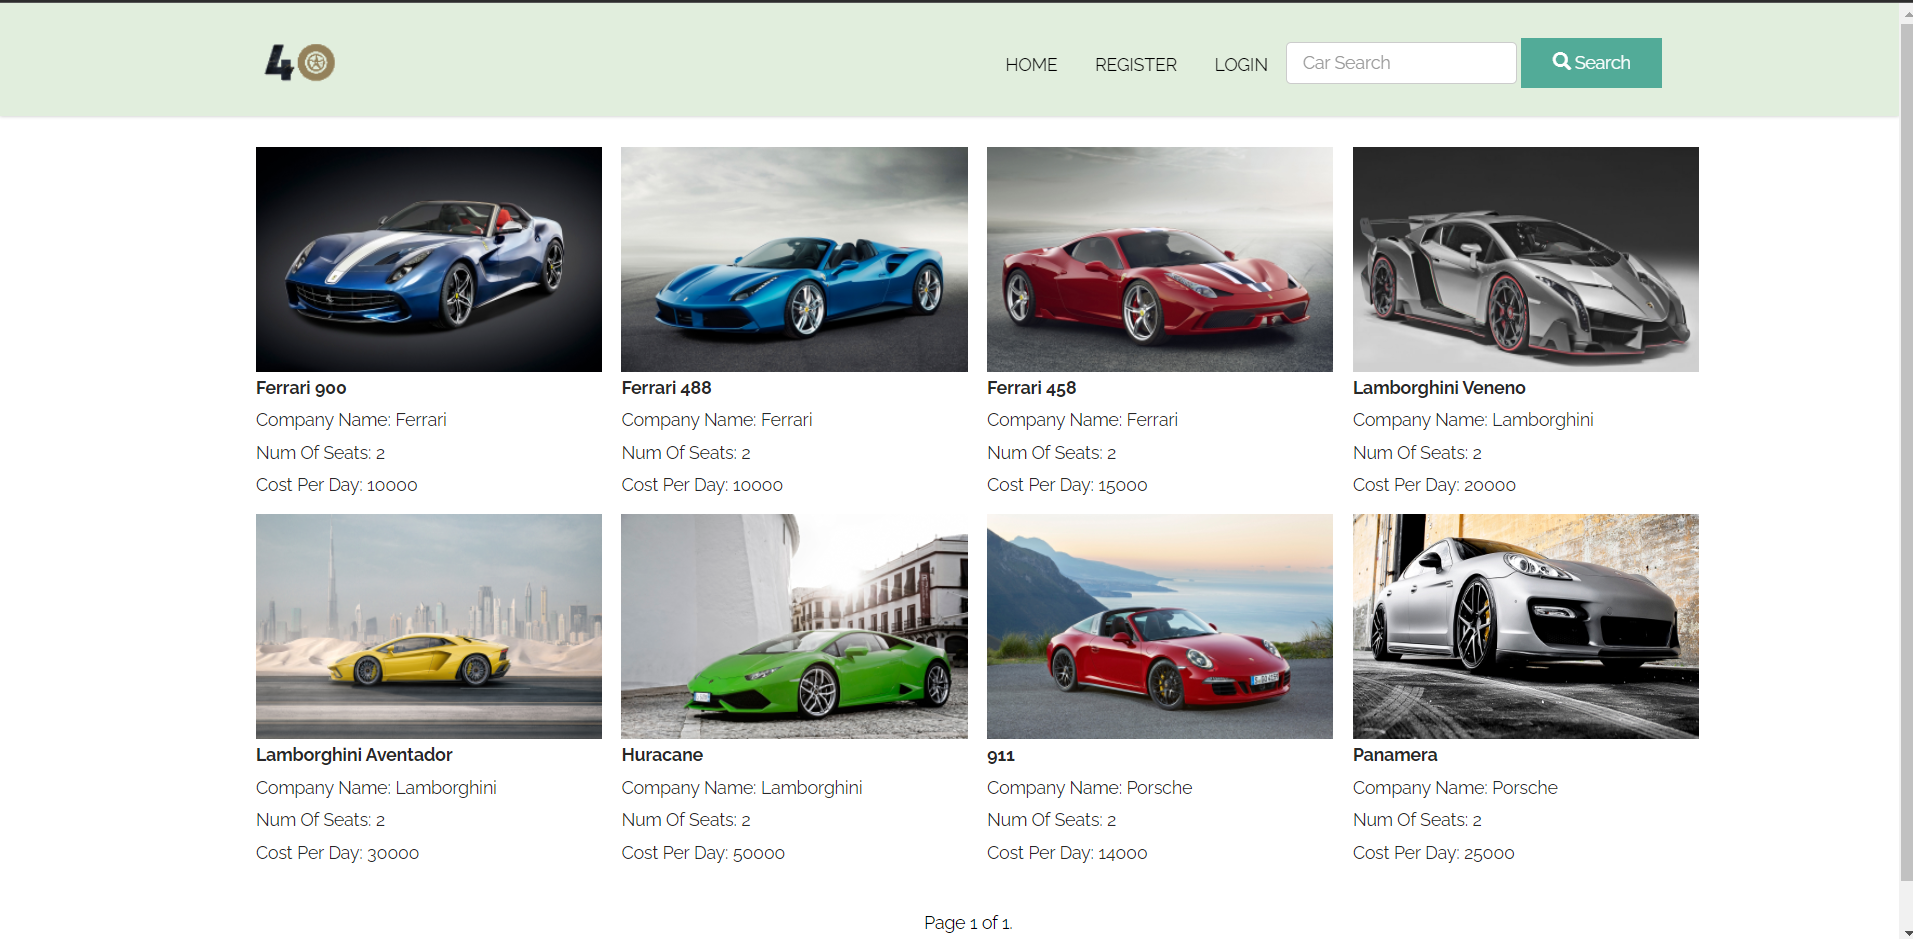 40
HOME REGISTER LOGIN Car Search Search
Ferrari 900
Company Name: Ferrari
Num Of Seats: 2
Cost Per Day: 10000
Ferrari 488
Company Name: Ferrari
Num Of Seats: 2
Cost Per Day: 10000
Ferrari 458
Company Name: Ferrari
Num Of Seats: 2
Cost Per Day: 15000
Lamborghini Veneno
Company Name: Lamborghini
Num Of Seats: 2
Cost Per Day: 20000
Lamborghini Aventador
Company Name: Lamborghini
Num Of Seats: 2
Cost Per Day: 30000
Huracane
Company Name: Lamborghini
Num Of Seats: 2
Cost Per Day: 50000
911
Company Name: Porsche
Num Of Seats: 2
Cost Per Day: 14000
Panamera
Company Name: Porsche
Num Of Seats: 2
Cost Per Day: 25000
Page 1 of 1.